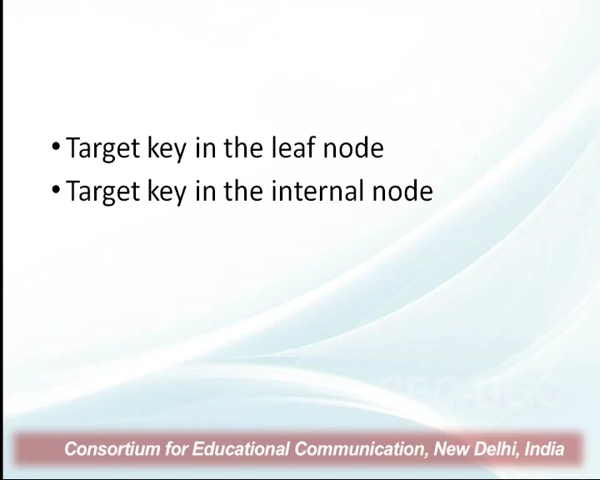 • Target key in the leaf node
• Target key in the internal node
Consortium for Educational Communication, New Delhi, India